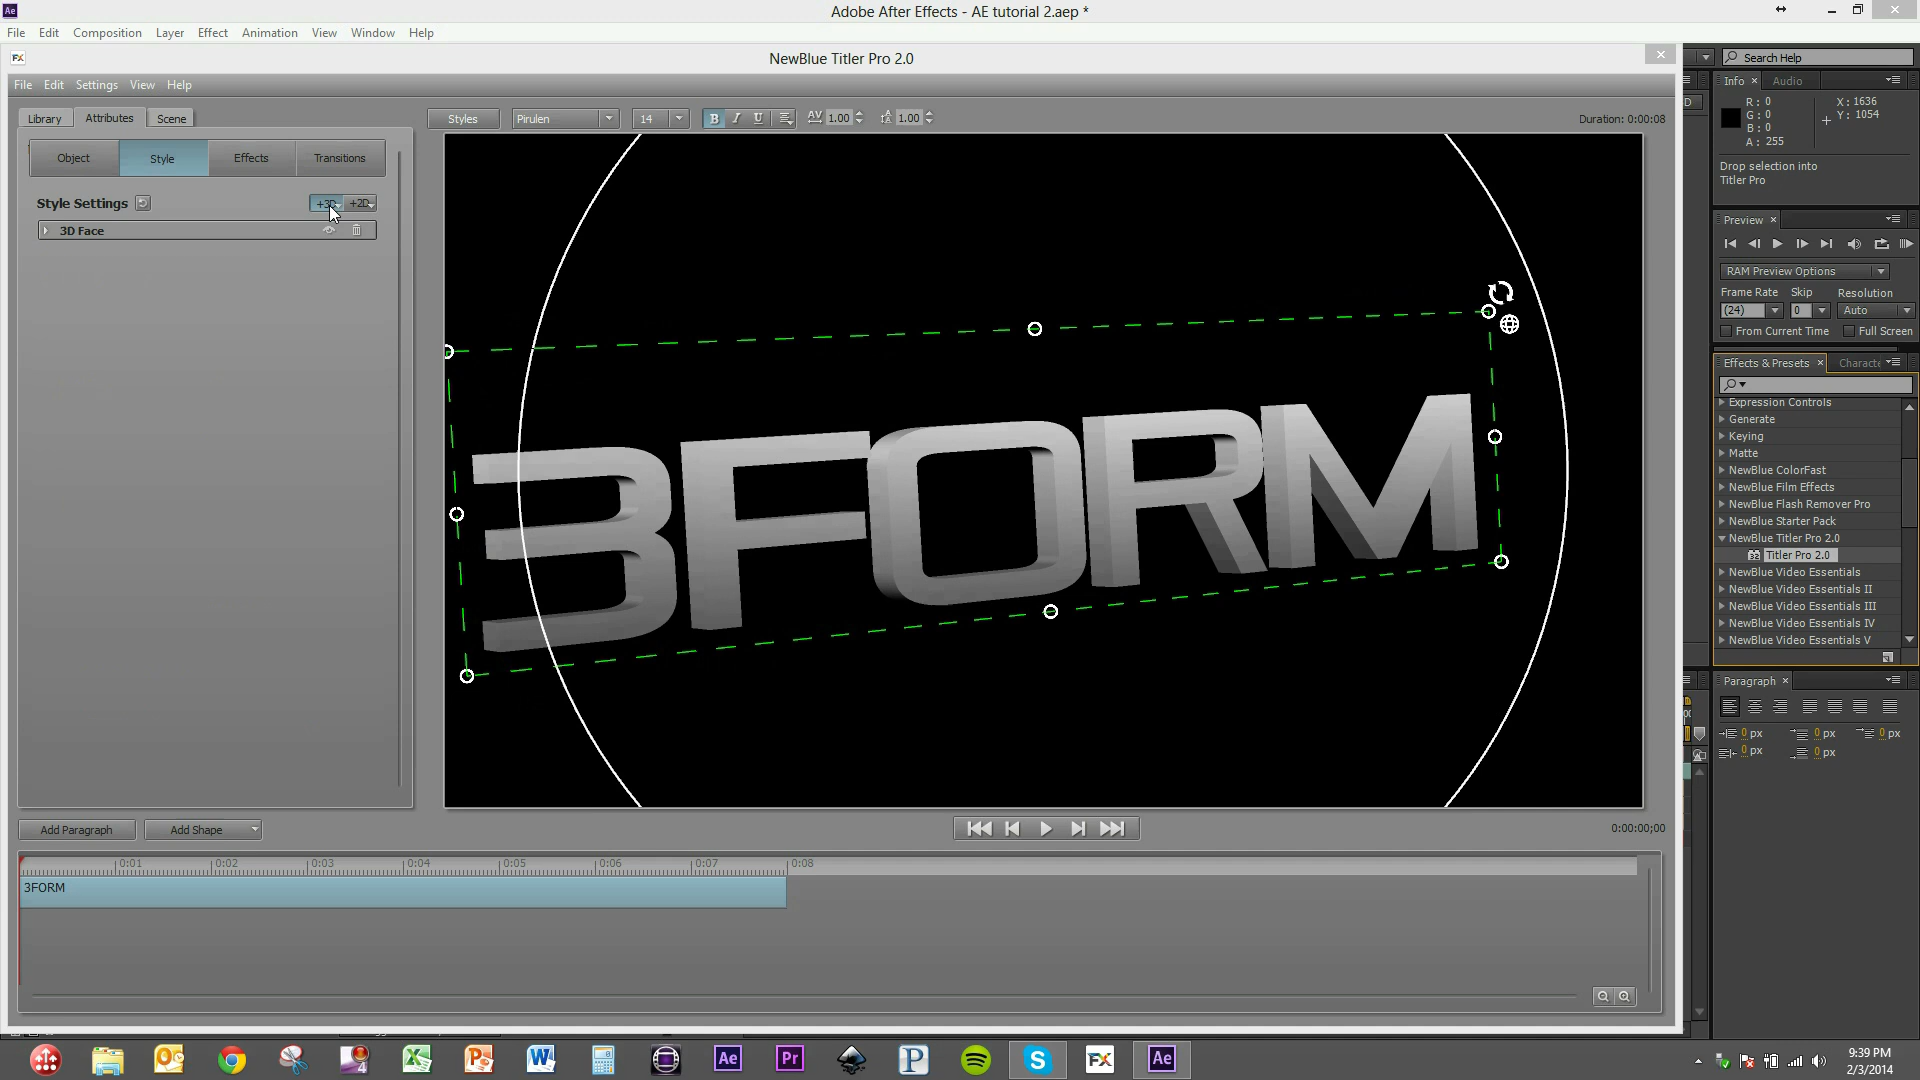 Adobe After Effects - AE tutorial 2.aep *
File Edit Composition Layer Effect Animation View Window Help
NewBlue Titler Pro 2.0
Search Help
File Edit Settings View Help
Info Audio
Library Attributes Scene
Styles Pirulen 14 B I U AV 1.00 1.00 Duration: 0:00:08
R: 0 X: 1636
G: 0 Y: 1054
B: 0
A: 255
Object Style Effects Transitions
Drop selection into
Titler Pro
Style Settings +3D +2D
3D Face
Preview
RAM Preview Options
Frame Rate Skip Resolution
(24) 0 Auto
From Current Time Full Screen
Effects & Presets
Expression Controls
Generate
Keying
Matte
NewBlue ColorFast
NewBlue Film Effects
NewBlue Flash Remover Pro
NewBlue Starter Pack
NewBlue Titler Pro 2.0
32 Titler Pro 2.0
NewBlue Video Essentials
NewBlue Video Essentials II
NewBlue Video Essentials III
NewBlue Video Essentials IV
NewBlue Video Essentials V
3FORM
Paragraph
0 px 0 px 0 px
0 px 0 px
Add Paragraph Add Shape 0:00:00;00
0:01 0:02 0:03 0:04 0:05 0:06 0:07 0:08
3FORM
Ae Pr FX Ae
9:39 PM
2/3/2014